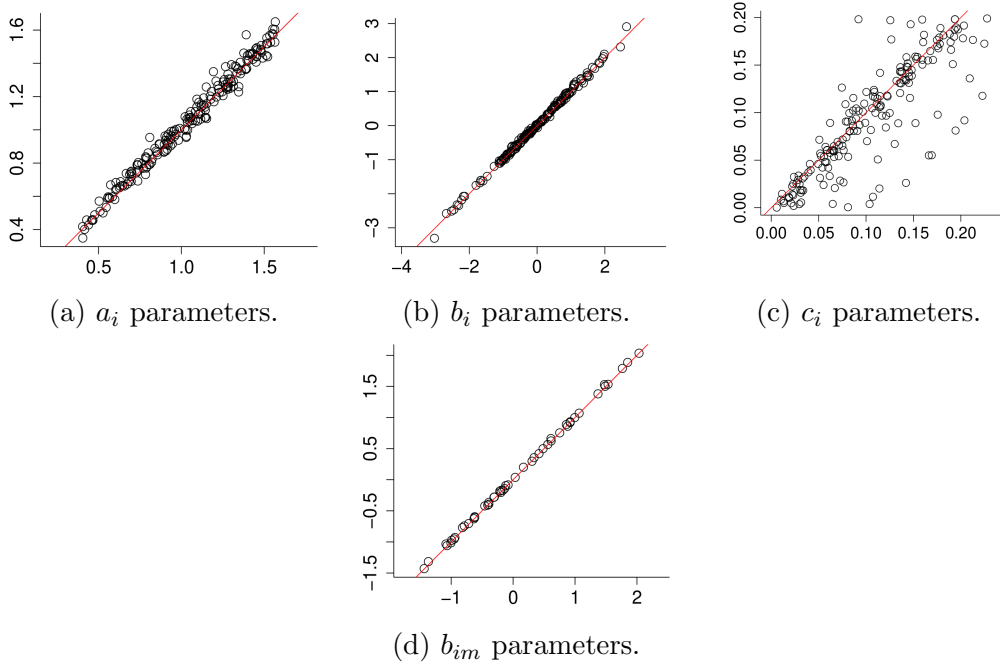 0.4 0.8 1.2 1.6
0.5 1.0 1.5
(a) a_i parameters.
−3 −1 0 1 2 3
−4 −2 0 2
(b) b_i parameters.
0.00 0.05 0.10 0.15 0.20
0.00 0.05 0.10 0.15 0.20
(c) c_i parameters.
−1.5 −0.5 0.5 1.5
−1 0 1 2
(d) b_{im} parameters.